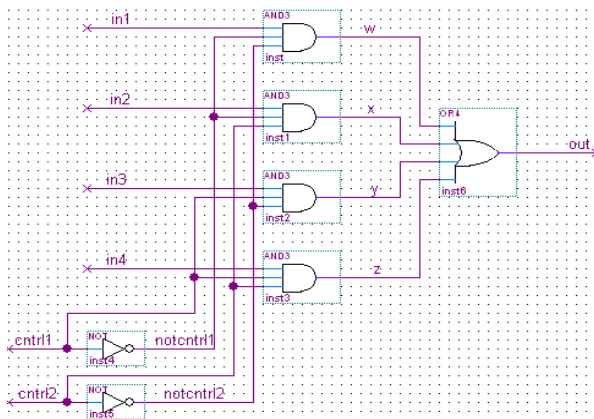 AND3
in1
w
inst
AND3
in2
x
OR4
inst1
out
AND3
in3
y
inst6
inst2
AND3
in4
z
inst3
cntrl1
NOT
notcntrl1
inst4
cntrl2
NOT
notcntrl2
inst5